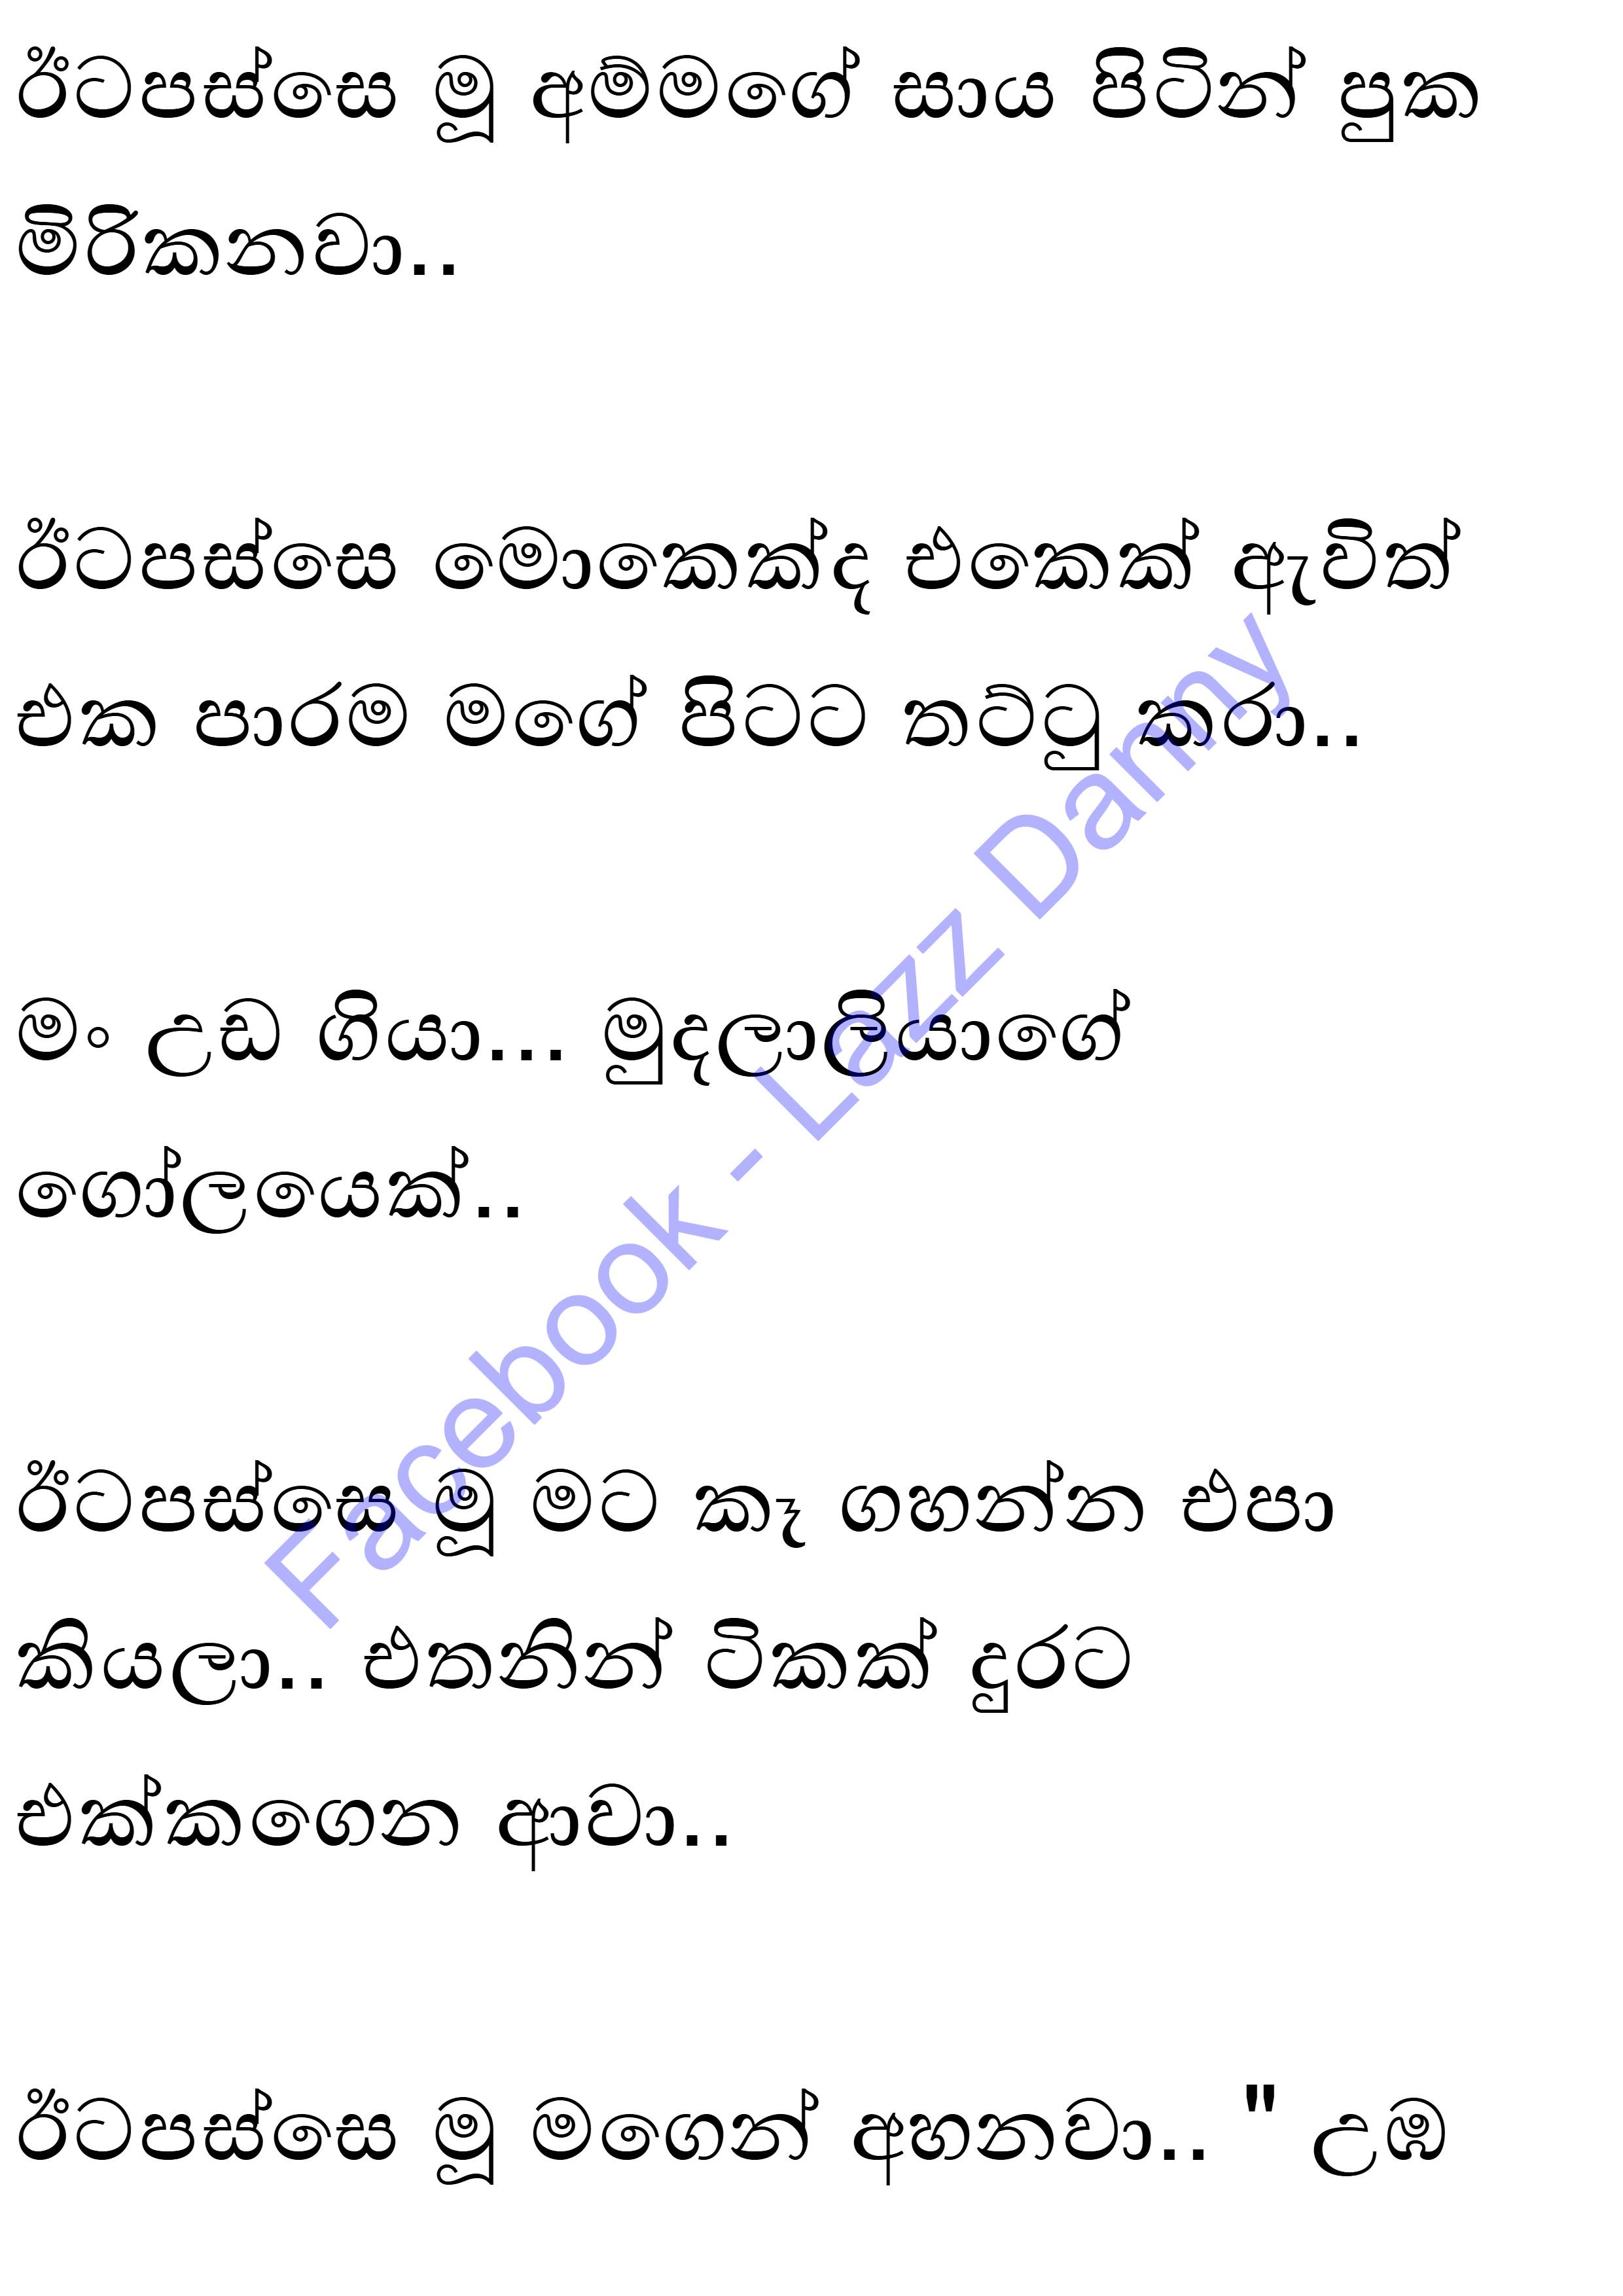 ඊටපස්සෙ මූ අම්මගේ සාය පිටින් පුක
මිරිකනවා..
ඊටපස්සෙ මොකෙක්ද එකෙක් ඇවිත්
එක පාරම මගේ පිටට තට්ටු කරා..
මං උඩ ගියා... මුදලාලියාගේ
ගෝලයෙක්..
ඊටපස්සෙ මූ මට කෑ ගහන්න එපා
කියලා.. එතනින් ටිකක් දුරට
එක්කගෙන ආවා..
ඊටපස්සෙ මූ මගෙන් අහනවා.. " උඹ
Facebook - Lazz Danny